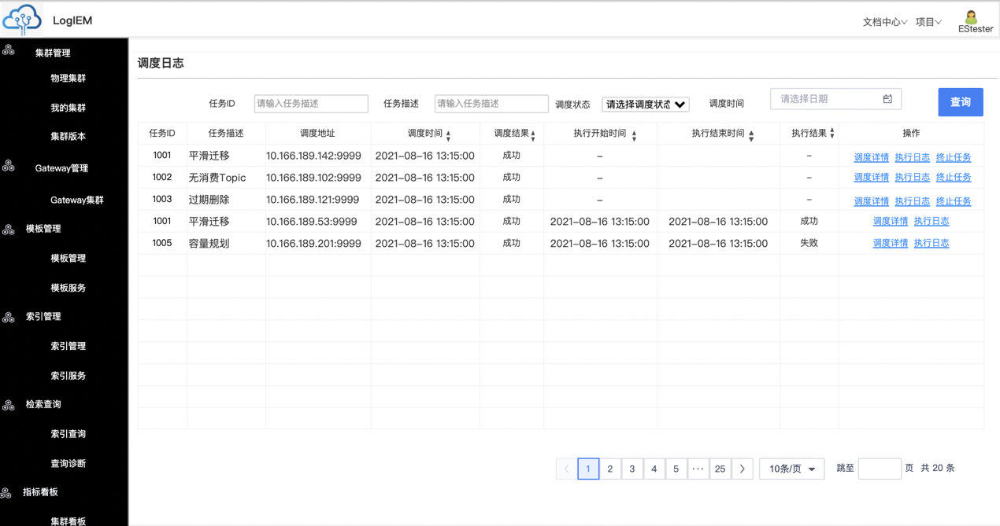 LogIEM
文档中心 项目
EStester
集群管理
物理集群
我的集群
集群版本
Gateway管理
Gateway集群
模板管理
模板管理
模板服务
索引管理
索引管理
索引服务
检索查询
索引查询
查询诊断
指标看板
集群看板
调度日志
任务ID 请输入任务描述 任务描述 请输入任务描述 调度状态 请选择调度状态 调度时间 请选择日期 查询
任务ID 任务描述 调度地址 调度时间 调度结果 执行开始时间 执行结束时间 执行结果 操作
1001 平滑迁移 10.166.189.142:9999 2021-08-16 13:15:00 成功 – – 调度详情 执行日志 终止任务
1002 无消费Topic 10.166.189.102:9999 2021-08-16 13:15:00 成功 – – 调度详情 执行日志 终止任务
1003 过期删除 10.166.189.121:9999 2021-08-16 13:15:00 成功 – – 调度详情 执行日志 终止任务
1001 平滑迁移 10.166.189.53:9999 2021-08-16 13:15:00 成功 2021-08-16 13:15:00 2021-08-16 13:15:00 成功 调度详情 执行日志
1005 容量规划 10.166.189.201:9999 2021-08-16 13:15:00 成功 2021-08-16 13:15:00 2021-08-16 13:15:00 失败 调度详情 执行日志
1 2 3 4 5 ··· 25 10条/页 跳至 页 共 20 条